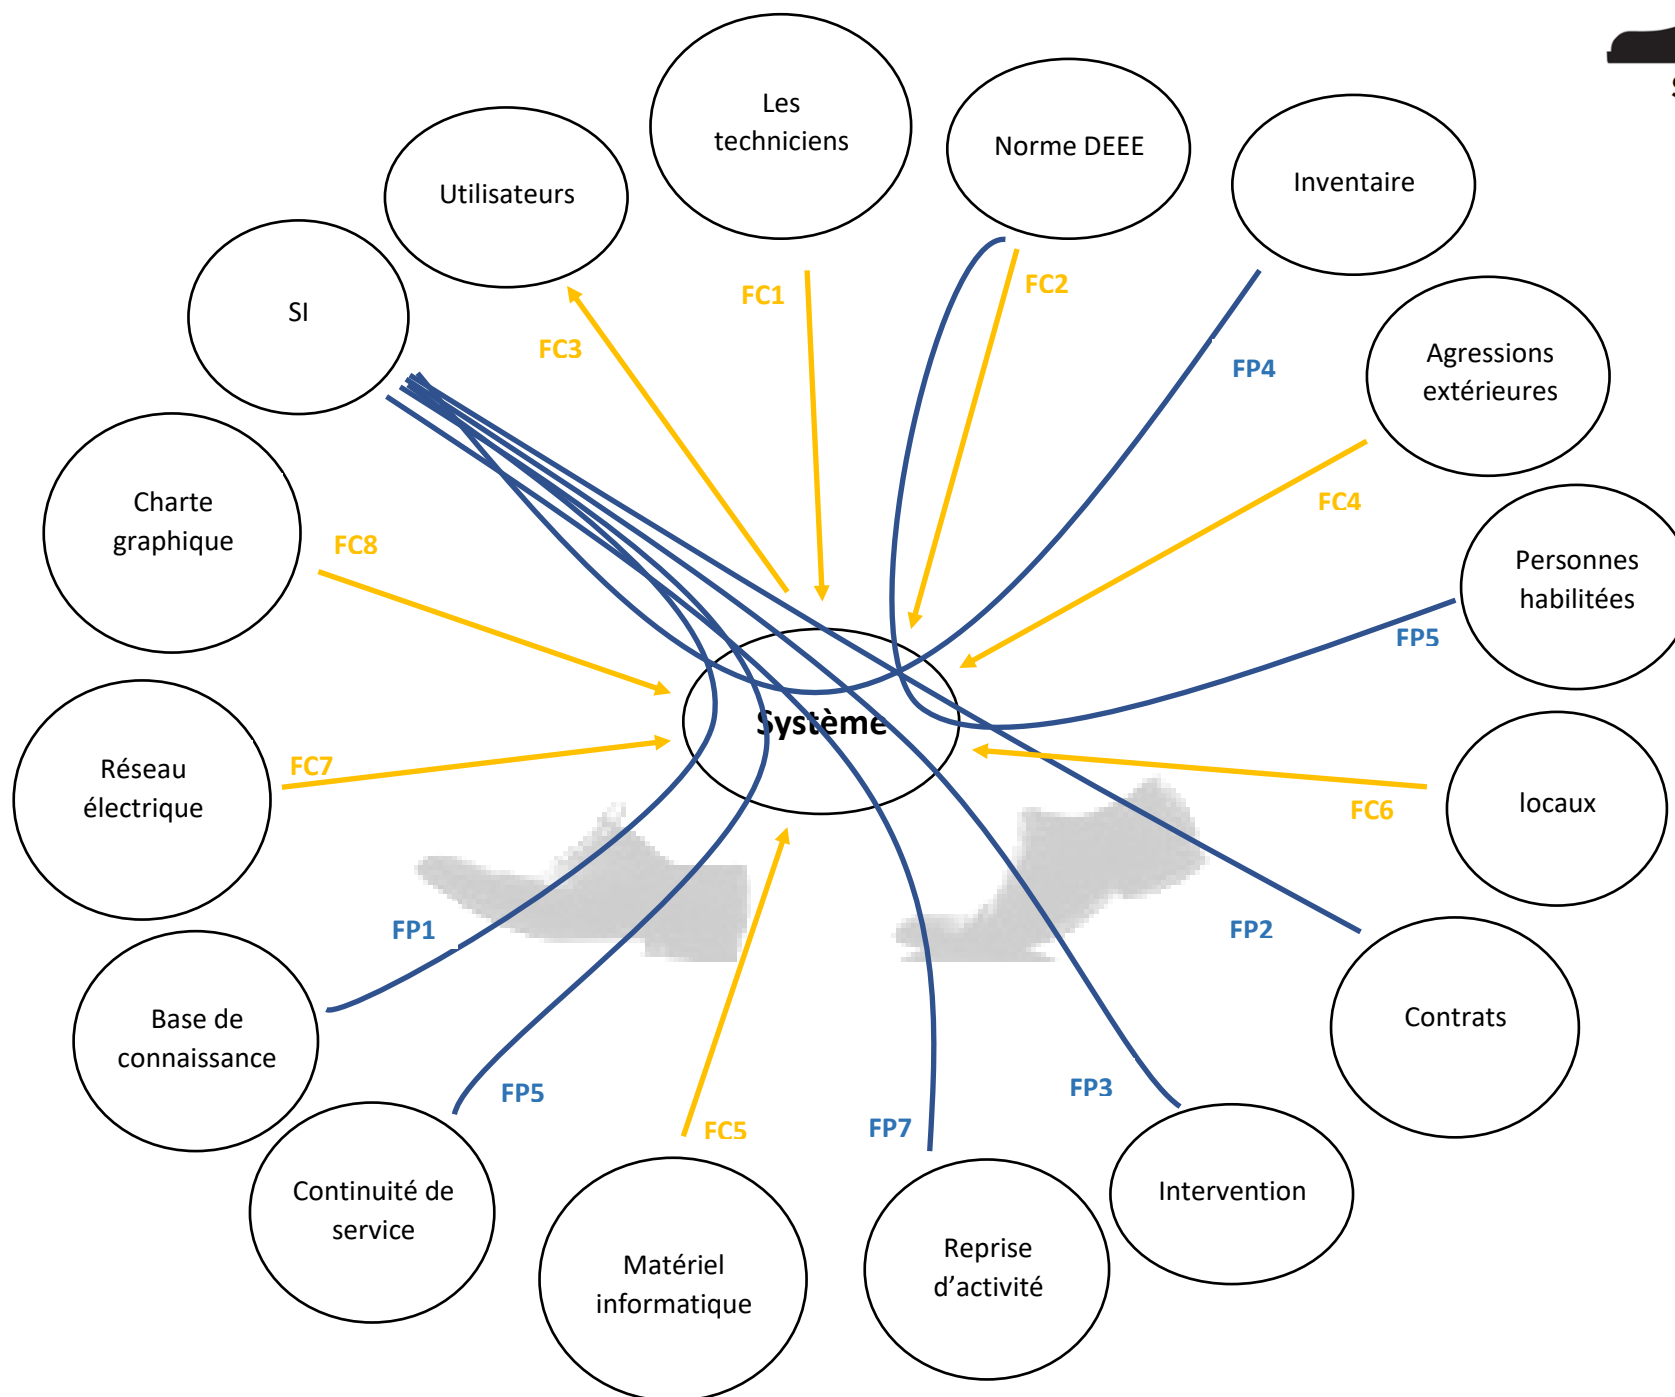 S
Les
techniciens
Norme DEEE
Inventaire
Utilisateurs
SI
FC1
FC2
FC3
FP4
Agressions
extérieures
FC4
Charte
graphique
FC8
Personnes
habilitées
FP5
Système
Réseau
électrique
FC7
locaux
FC6
FP1
FP2
Base de
connaissance
Contrats
FP5
FC5
FP7
FP3
Continuité de
service
Intervention
Matériel
informatique
Reprise
d’activité